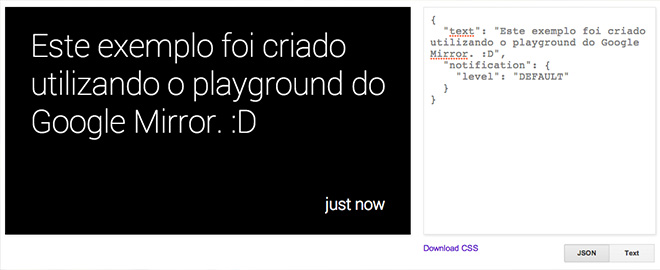 Este exemplo foi criado
utilizando o playground do
Google Mirror. :D
just now
{
  "text": "Este exemplo foi criado
utilizando o playground do Google
Mirror. :D",
  "notification": {
    "level": "DEFAULT"
  }
}
Download CSS
JSON
Text